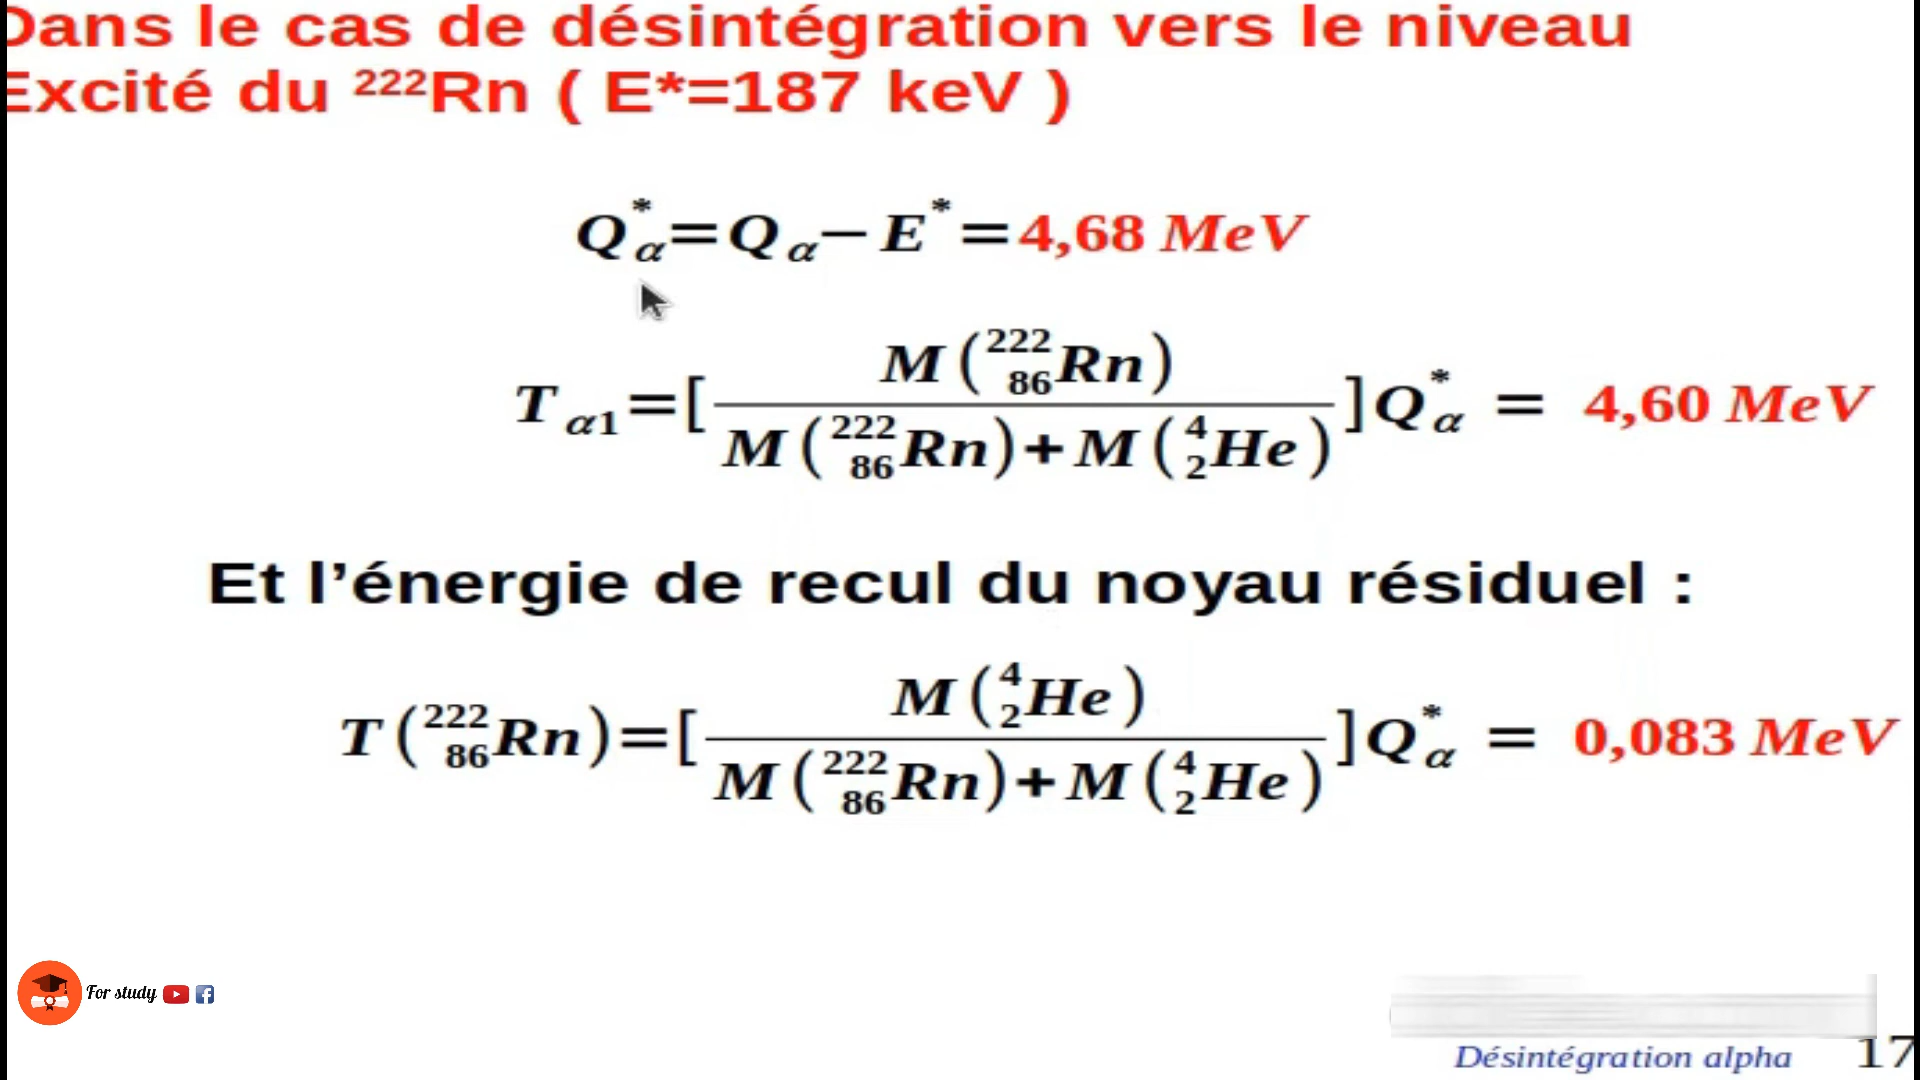 Dans le cas de désintégration vers le niveau
Excité du ²²²Rn ( E*=187 keV )
Q*α = Qα − E* = 4,68 MeV
Tα1 = [ M(²²²₈₆Rn) / M(²²²₈₆Rn)+M(⁴₂He) ] Q*α = 4,60 MeV
Et l’énergie de recul du noyau résiduel :
T(²²²₈₆Rn) = [ M(⁴₂He) / M(²²²₈₆Rn)+M(⁴₂He) ] Q*α = 0,083 MeV
For study
Désintégration alpha 17